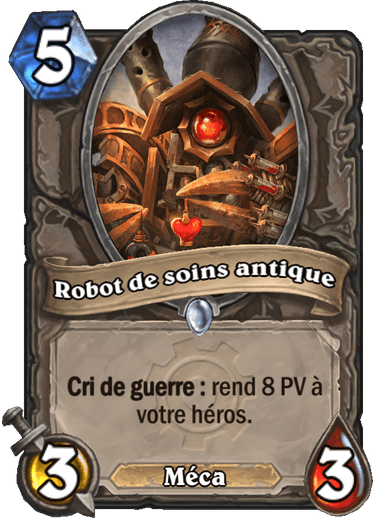 5
Robot de soins antique
Cri de guerre : rend 8 PV à
votre héros.
3
Méca
3